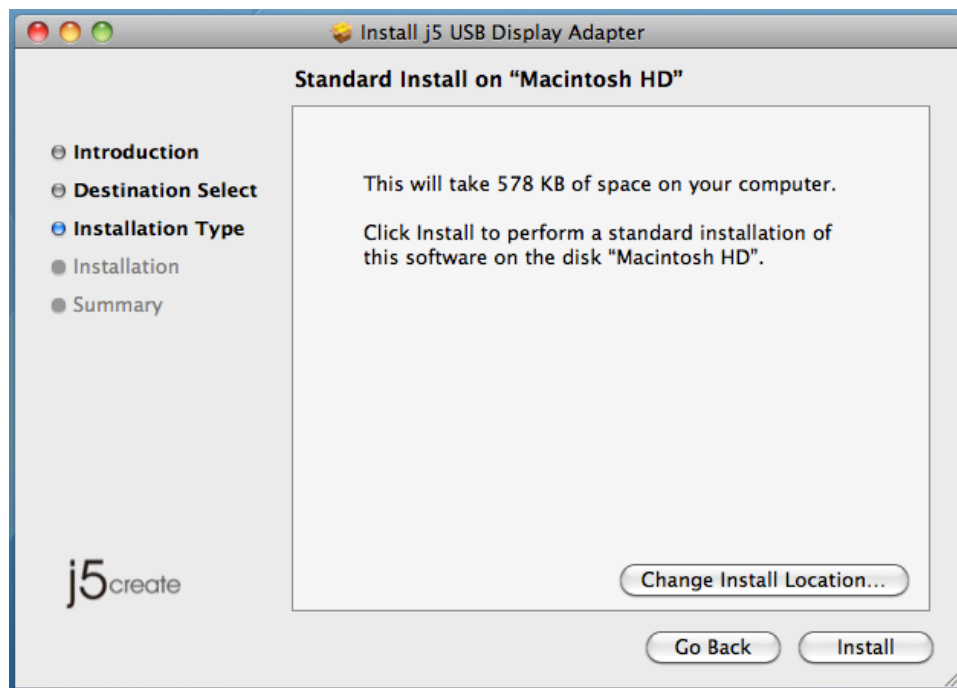 Install j5 USB Display Adapter
Standard Install on “Macintosh HD”
Introduction
Destination Select
Installation Type
Installation
Summary
This will take 578 KB of space on your computer.
Click Install to perform a standard installation of
this software on the disk “Macintosh HD”.
j5create
Change Install Location...
Go Back
Install